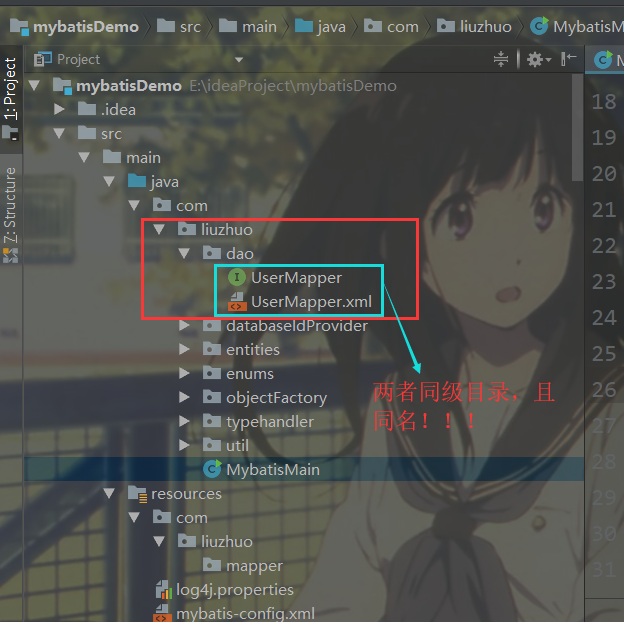 mybatisDemo src main java com liuzhuo MybatisM
1: Project
Project
mybatisDemo E:\ideaProject\mybatisDemo
18
.idea
19
src
main
20
java
21
com
7: Structure
liuzhuo
22
dao
23
UserMapper
UserMapper.xml
24
databaseIdProvider
entities
25
enums
26
objectFactory
两者同级目录，且
同名！！！
27
typehandler
util
28
MybatisMain
29
resources
com
30
liuzhuo
31
mapper
log4j.properties
mybatis-config.xml